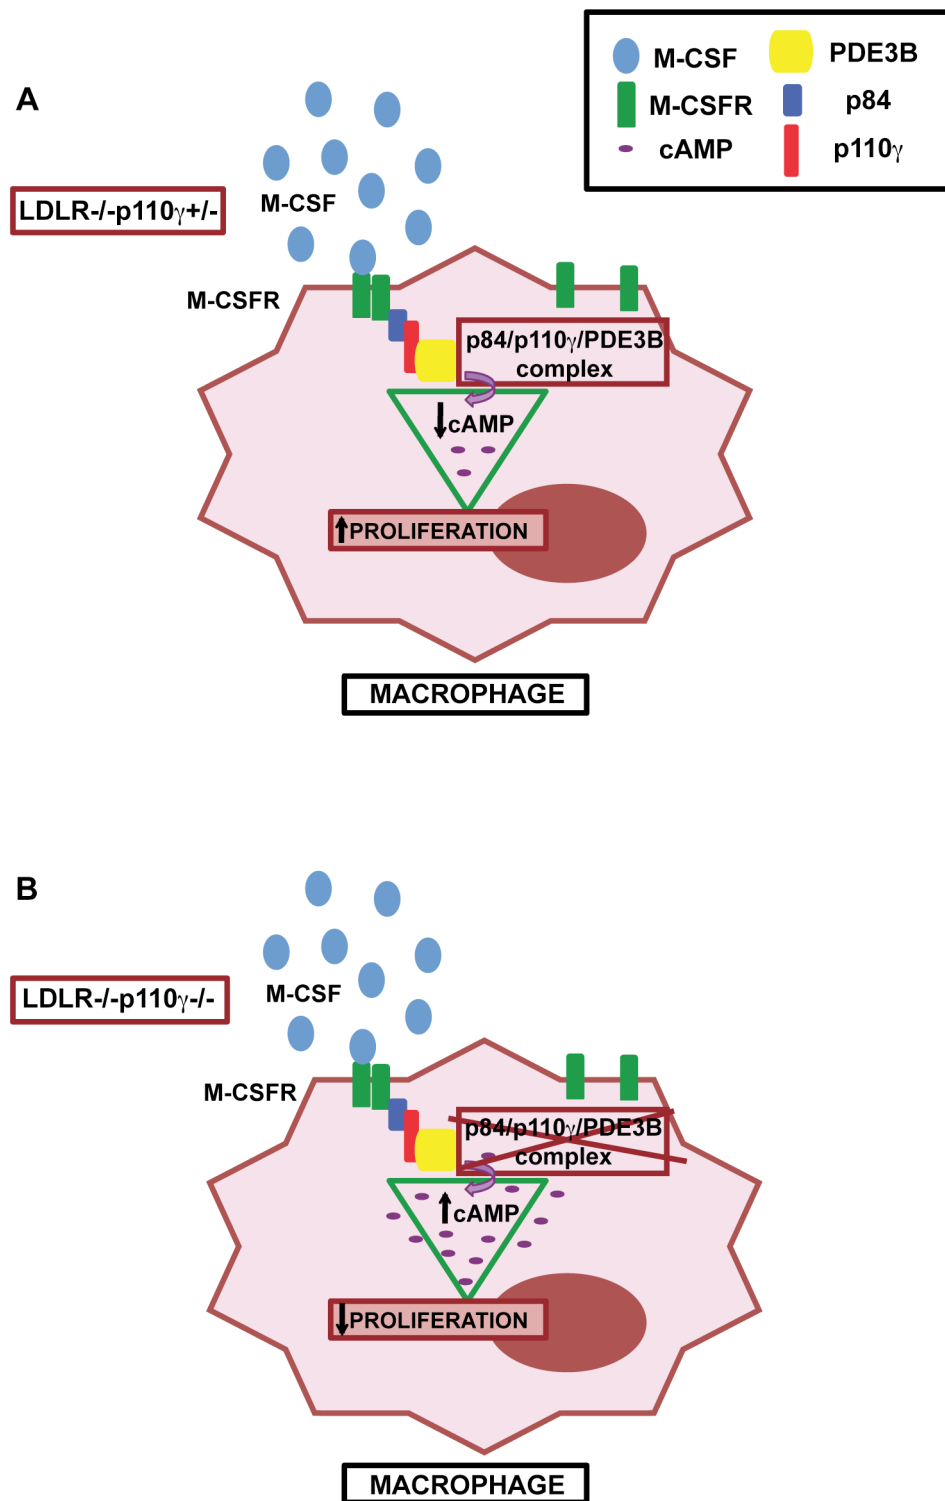 M-CSF
PDE3B
M-CSFR
p84
cAMP
p110γ
A
LDLR-/-p110γ+/-
M-CSF
M-CSFR
p84/p110γ/PDE3B
complex
cAMP
PROLIFERATION
MACROPHAGE
B
LDLR-/-p110γ-/-
M-CSF
M-CSFR
p84/p110γ/PDE3B
complex
cAMP
PROLIFERATION
MACROPHAGE